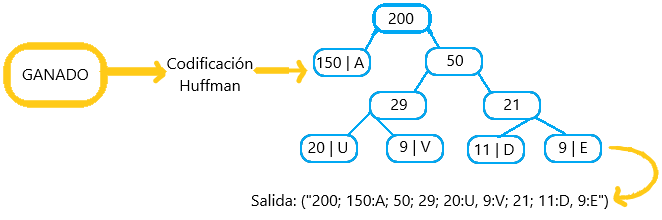 GANADO
Codificación
Huffman
200
150 | A
50
29
21
20 | U
9 | V
11 | D
9 | E
Salida: ("200; 150:A; 50; 29; 20:U, 9:V; 21; 11:D, 9:E")